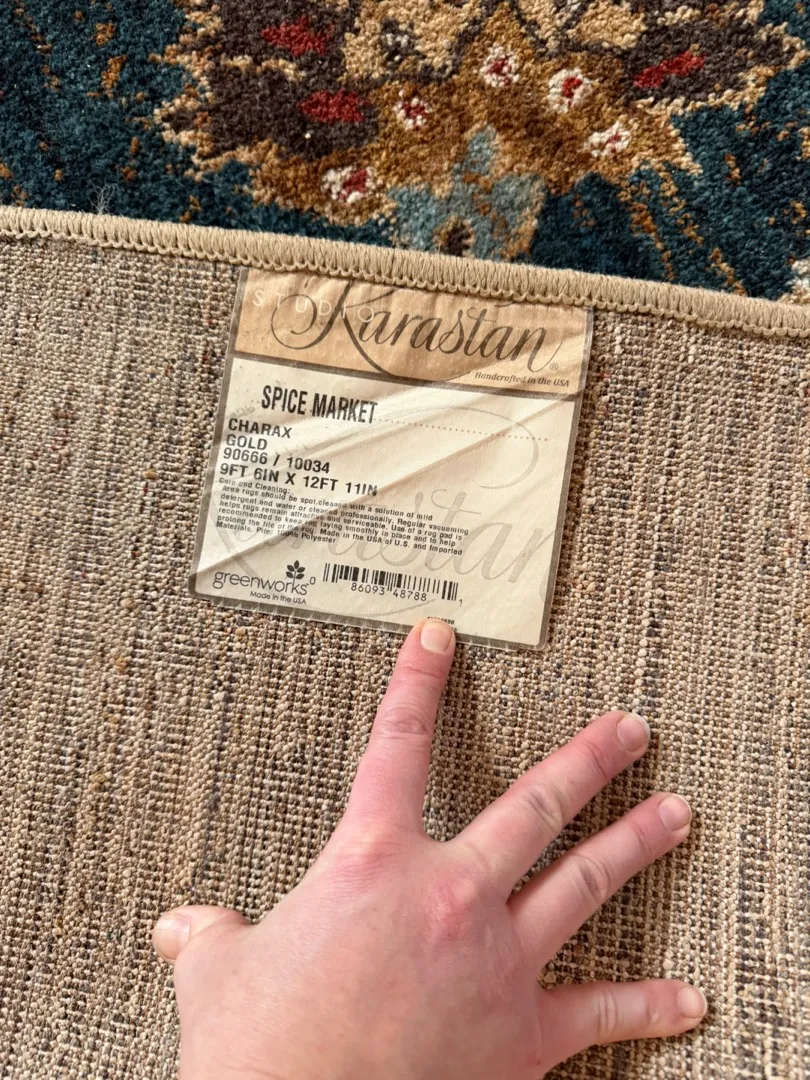 STUDIO
Karastan®
Handcrafted in the USA
SPICE MARKET
CHARAX
GOLD
90666 / 10034
9FT 6IN X 12FT 11IN
Care and Cleaning:
Area rugs should be spot cleaned with a solution of mild
detergent and water or cleaned professionally. Regular vacuuming
helps rugs remain attractive and serviceable. Use of a rug pad is
recommended to keep rug laying smoothly in place and to help
prolong the life of the rug. Made in the USA of U.S. and Imported
Materials. Pile: 100% Polyester
greenworks
Made in the USA
86093 48788 1